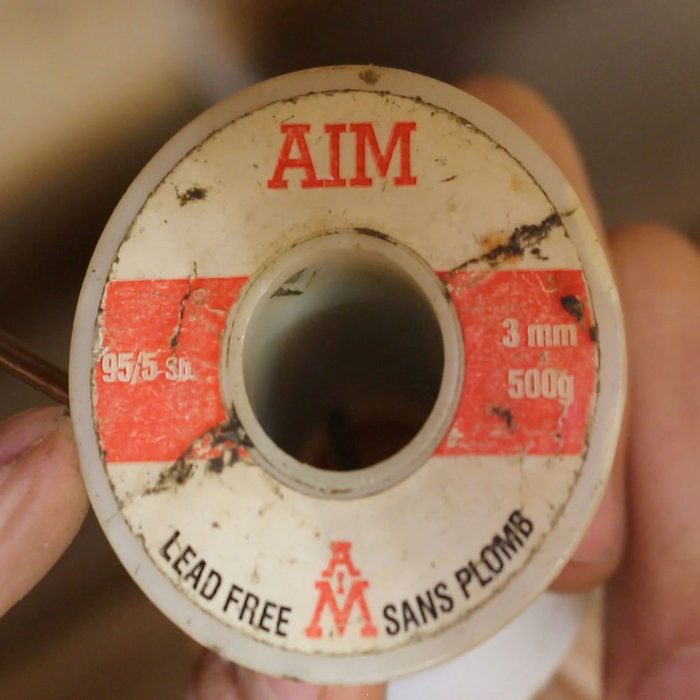 AIM
95/5 Sb
3 mm
500g
LEAD FREE
AIM
SANS PLOMB